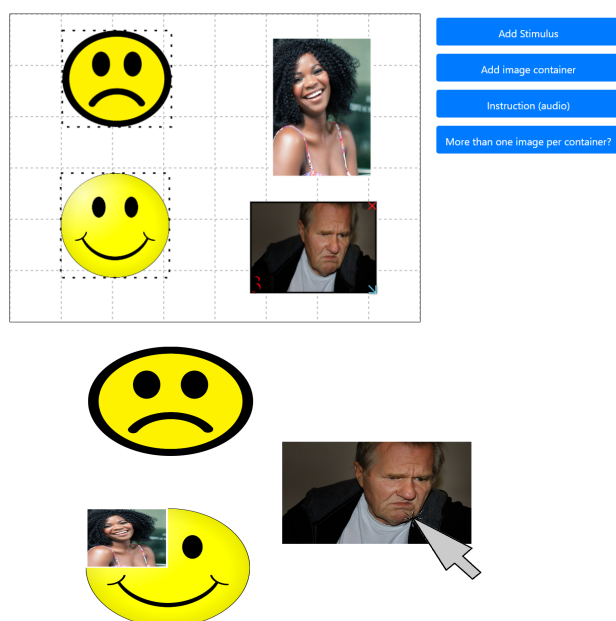 Add Stimulus
Add image container
Instruction (audio)
More than one image per container?